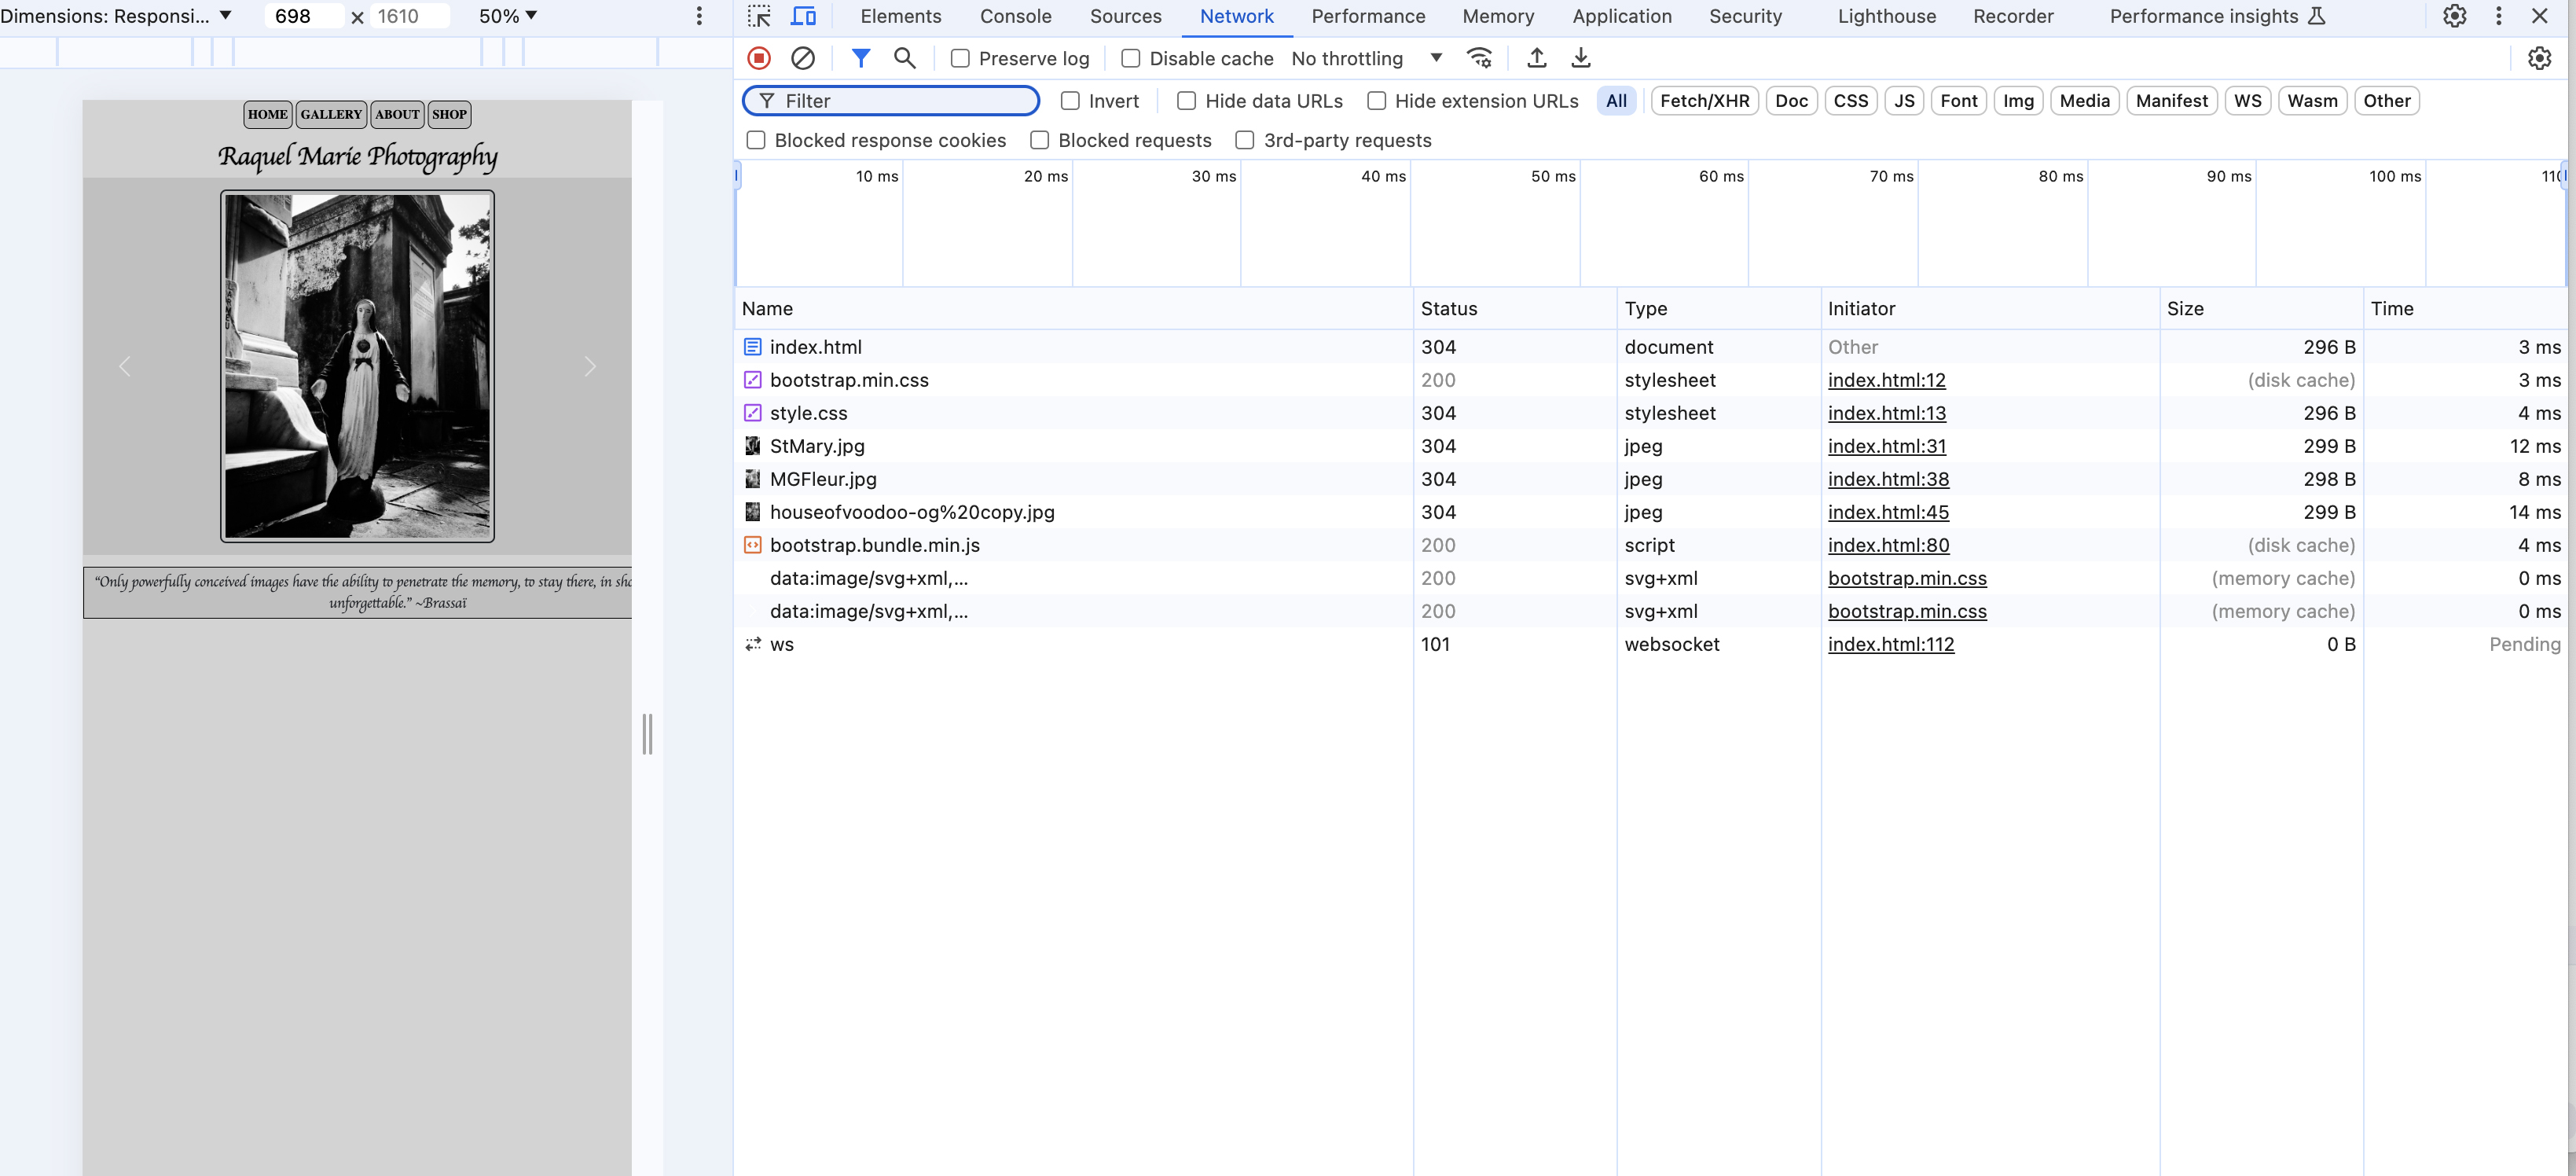 Dimensions: Responsi... ▼ 698 × 1610 50% ▼
HOME GALLERY ABOUT SHOP
Raquel Marie Photography
"Only powerfully conceived images have the ability to penetrate the memory, to stay there, in sho
unforgettable." ~Brassaï
Elements Console Sources Network Performance Memory Application Security Lighthouse Recorder Performance insights
Preserve log Disable cache No throttling
Filter Invert Hide data URLs Hide extension URLs All Fetch/XHR Doc CSS JS Font Img Media Manifest WS Wasm Other
Blocked response cookies Blocked requests 3rd-party requests
10 ms 20 ms 30 ms 40 ms 50 ms 60 ms 70 ms 80 ms 90 ms 100 ms 110
Name Status Type Initiator Size Time
index.html 304 document Other 296 B 3 ms
bootstrap.min.css 200 stylesheet index.html:12 (disk cache) 3 ms
style.css 304 stylesheet index.html:13 296 B 4 ms
StMary.jpg 304 jpeg index.html:31 299 B 12 ms
MGFleur.jpg 304 jpeg index.html:38 298 B 8 ms
houseofvoodoo-og%20copy.jpg 304 jpeg index.html:45 299 B 14 ms
bootstrap.bundle.min.js 200 script index.html:80 (disk cache) 4 ms
data:image/svg+xml,... 200 svg+xml bootstrap.min.css (memory cache) 0 ms
data:image/svg+xml,... 200 svg+xml bootstrap.min.css (memory cache) 0 ms
ws 101 websocket index.html:112 0 B Pending